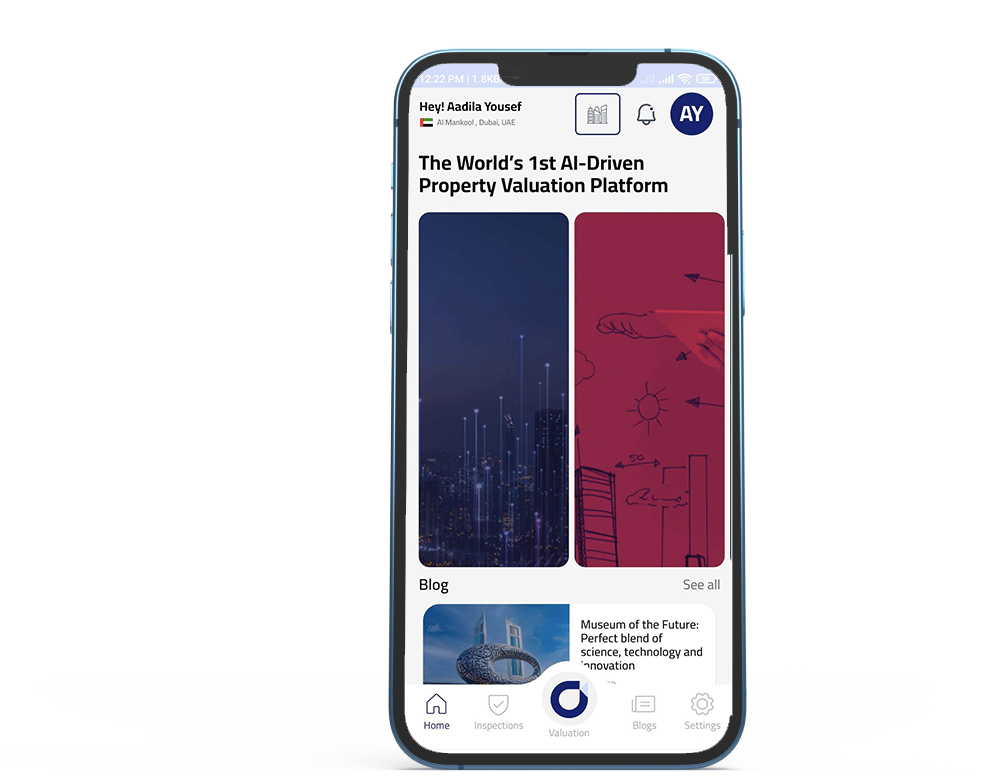 12:22 PM | 1.8KB
Hey! Aadila Yousef
Al Mankool , Dubai, UAE
AY
The World's 1st AI-Driven
Property Valuation Platform
50
Blog
See all
Museum of the Future:
Perfect blend of
science, technology and
innovation
Home
Inspections
Valuation
Blogs
Settings